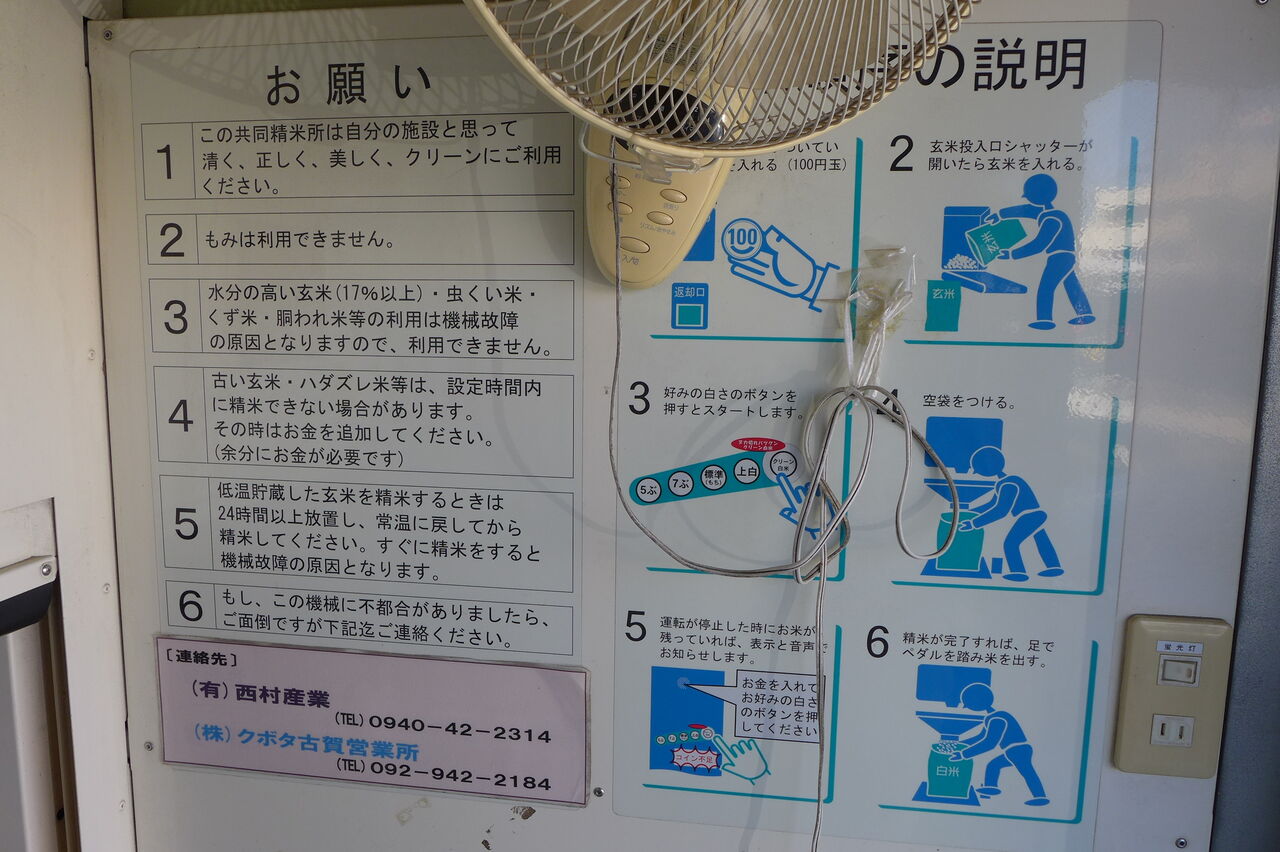 お願い
1
この共同精米所は自分の施設と思って
清く、正しく、美しく、クリーンにご利用
ください。
2
もみは利用できません。
3
水分の高い玄米(17%以上)・虫くい米・
くず米・胴われ米等の利用は機械故障
の原因となりますので、利用できません。
4
古い玄米・ハダズレ米等は、設定時間内
に精米できない場合があります。
その時はお金を追加してください。
(余分にお金が必要です)
5
低温貯蔵した玄米を精米するときは
24時間以上放置し、常温に戻してから
精米してください。すぐに精米をすると
機械故障の原因となります。
6
もし、この機械に不都合がありましたら、
ご面倒ですが下記迄ご連絡ください。
[連絡先]
(有)西村産業
(TEL) 0940-42-2314
(株)クボタ古賀営業所
(TEL) 092-942-2184
の説明
を入れる(100円玉)
100
返却口
2
玄米投入口シャッターが
開いたら玄米を入れる。
玄米
玄米
3
好みの白さのボタンを
押すとスタートします。
5ぶ
7ぶ
標準
(もち)
上白
クリーン
白米
4
空袋をつける。
5
運転が停止した時にお米が
残っていれば、表示と音声で
お知らせします。
お金を入れて
お好みの白さ
のボタンを押
してください
コイン不足
6
精米が完了すれば、足で
ペダルを踏み米を出す。
白米
蛍光灯
入/切